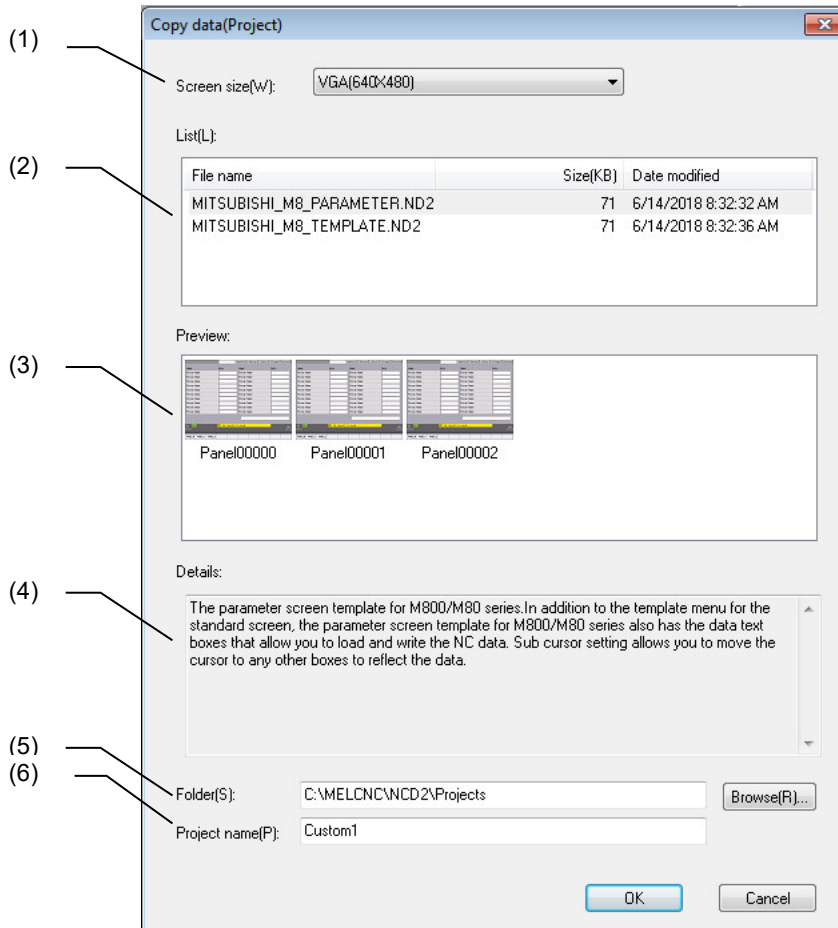 Copy data(Project)
(1)
Screen size(W):
VGA(640X480)
List(L):
(2)
File name Size(KB) Date modified
MITSUBISHI_M8_PARAMETER.ND2 71 6/14/2018 8:32:32 AM
MITSUBISHI_M8_TEMPLATE.ND2 71 6/14/2018 8:32:36 AM
Preview:
(3)
Panel00000 Panel00001 Panel00002
Details:
(4)
The parameter screen template for M800/M80 series.In addition to the template menu for the
standard screen, the parameter screen template for M800/M80 series also has the data text
boxes that allow you to load and write the NC data. Sub cursor setting allows you to move the
cursor to any other boxes to reflect the data.
(5)
Folder(S): C:\MELCNC\NCD2\Projects Browse(R)...
(6)
Project name(P): Custom1
OK Cancel